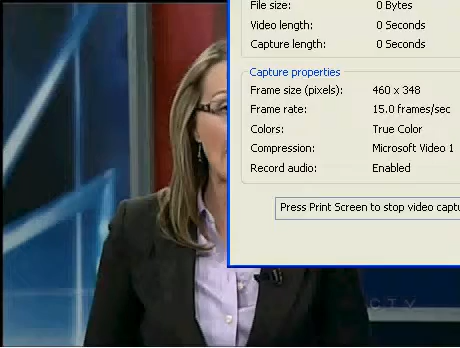 File size: 0 Bytes
Video length: 0 Seconds
Capture length: 0 Seconds
Capture properties
Frame size (pixels): 460 x 348
Frame rate: 15.0 frames/sec
Colors: True Color
Compression: Microsoft Video 1
Record audio: Enabled
Press Print Screen to stop video captu
CTV